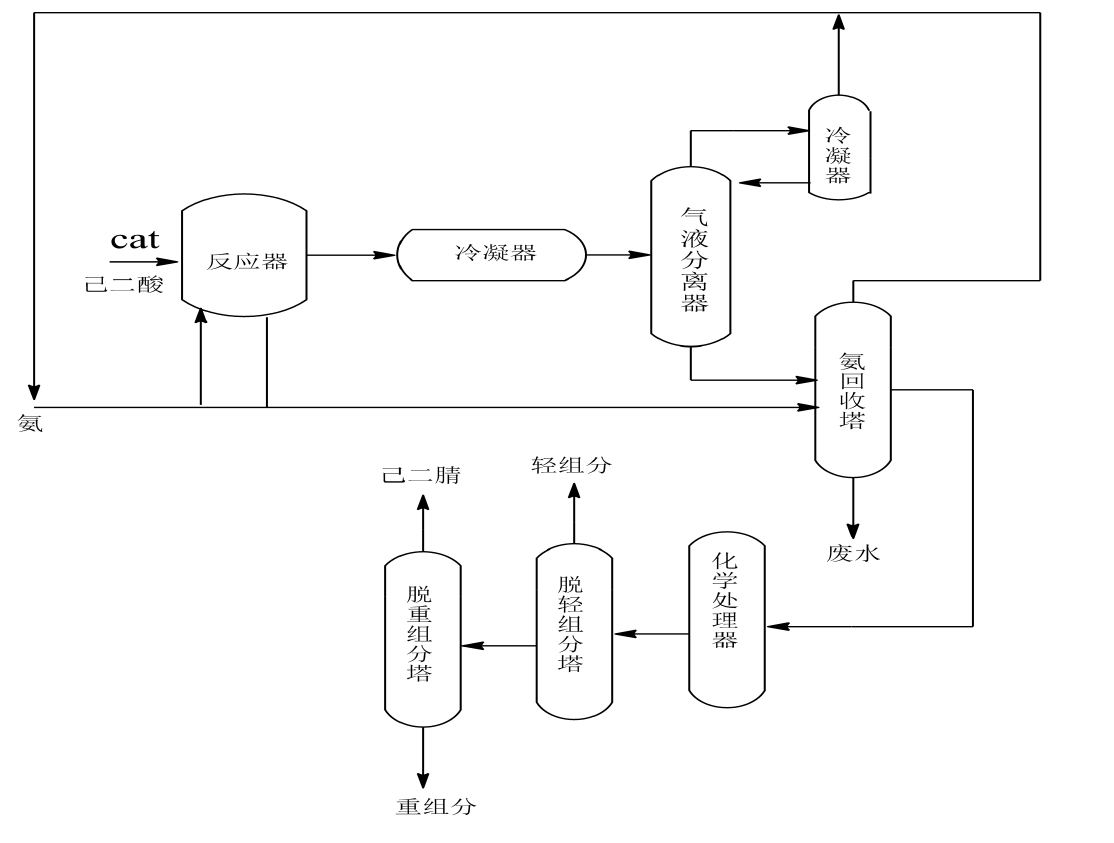 冷凝器
cat
己二酸
反应器
冷凝器
气液分离器
氨
氨回收塔
己二腈
轻组分
废水
脱重组分塔
脱轻组分塔
化学处理器
重组分